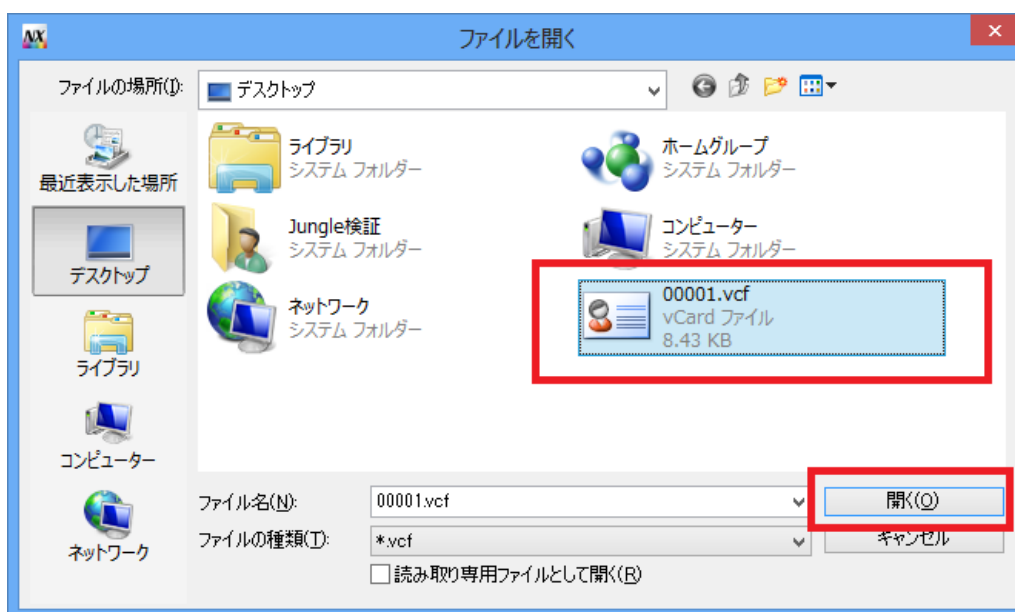 NX
ファイルを開く
ファイルの場所(I):
デスクトップ
最近表示した場所
デスクトップ
ライブラリ
コンピューター
ネットワーク
ライブラリ
システム フォルダー
ホームグループ
システム フォルダー
Jungle検証
システム フォルダー
コンピューター
システム フォルダー
ネットワーク
システム フォルダー
00001.vcf
vCard ファイル
8.43 KB
ファイル名(N):
00001.vcf
開く(O)
ファイルの種類(T):
*.vcf
キャンセル
読み取り専用ファイルとして開く(R)